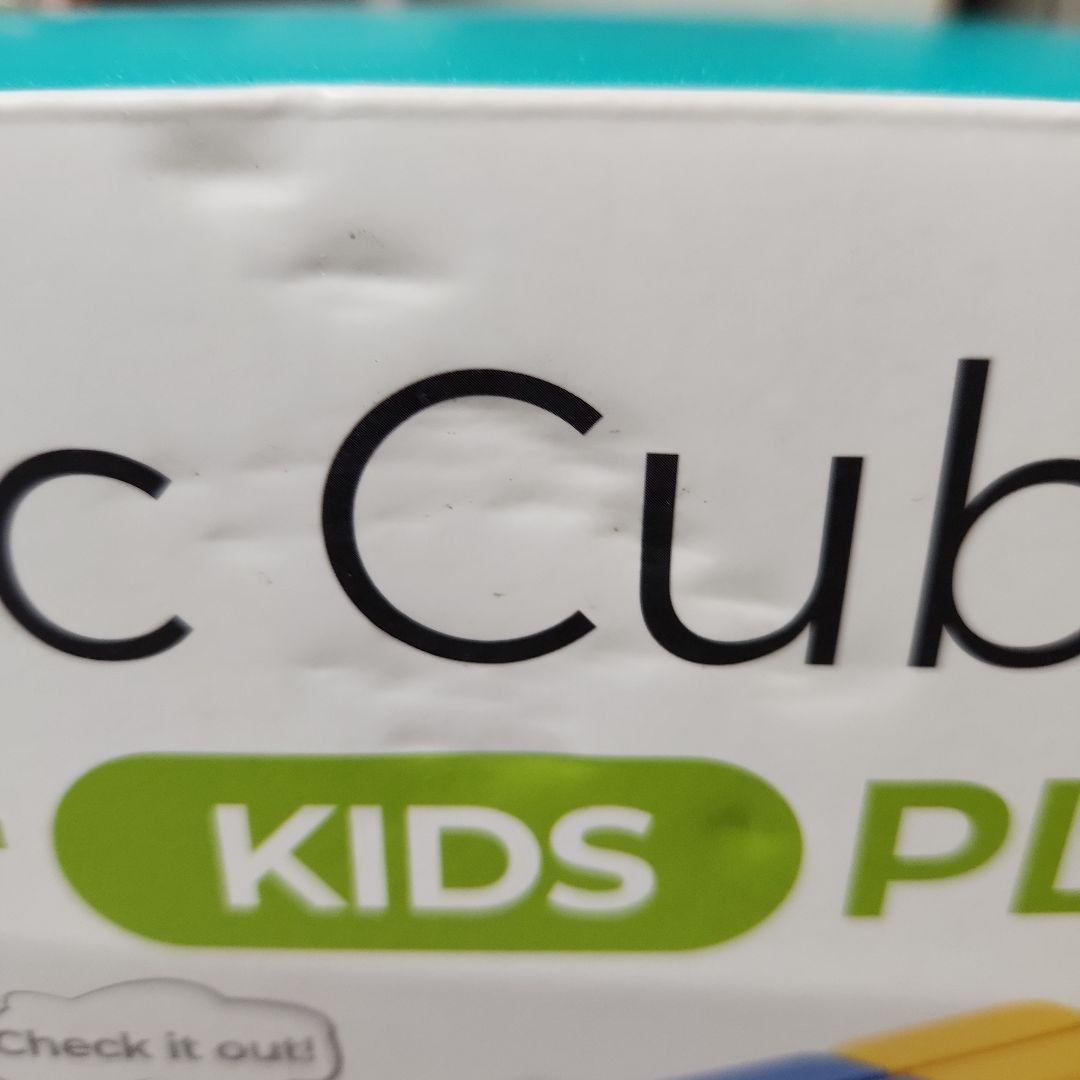 c Cub
KIDS PL
Check it out!